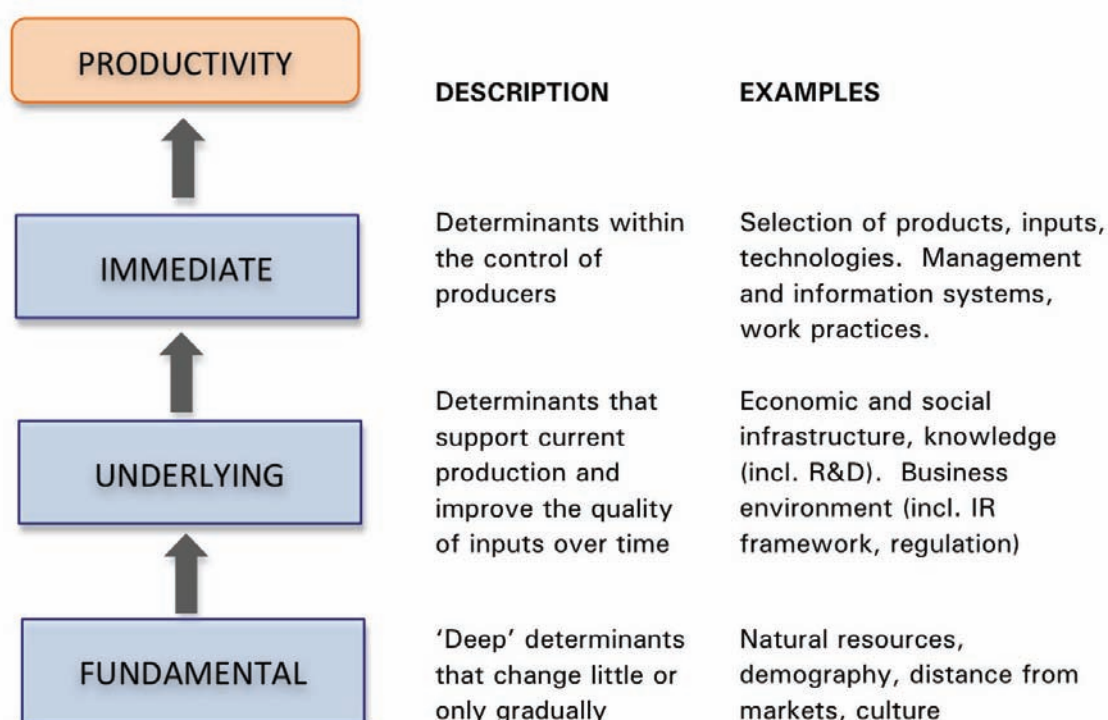 PRODUCTIVITY
DESCRIPTION
EXAMPLES
IMMEDIATE
Determinants within
the control of
producers
Selection of products, inputs,
technologies.  Management
and information systems,
work practices.
UNDERLYING
Determinants that
support current
production and
improve the quality
of inputs over time
Economic and social
infrastructure, knowledge
(incl. R&D).  Business
environment (incl. IR
framework, regulation)
FUNDAMENTAL
‘Deep’ determinants
that change little or
only gradually
Natural resources,
demography, distance from
markets, culture